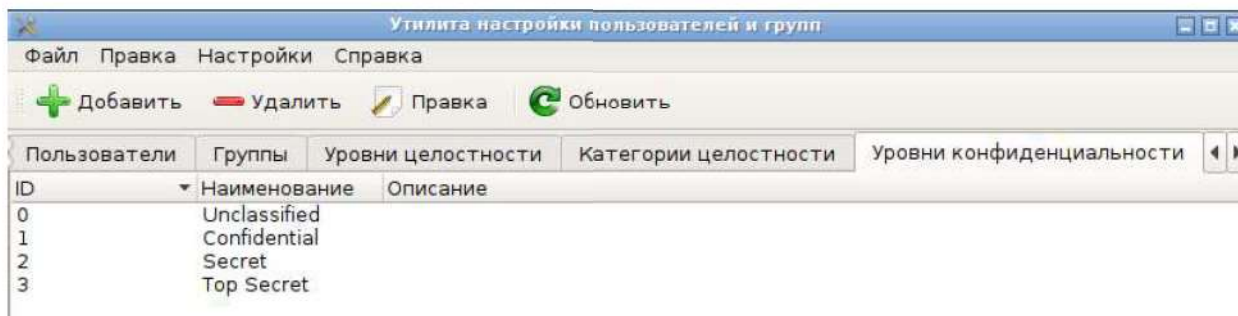 Утилита настройки пользователей и групп
Файл Правка Настройки Справка
Добавить Удалить Правка Обновить
Пользователи Группы Уровни целостности Категории целостности Уровни конфиденциальности
ID Наименование Описание
0 Unclassified
1 Confidential
2 Secret
3 Top Secret